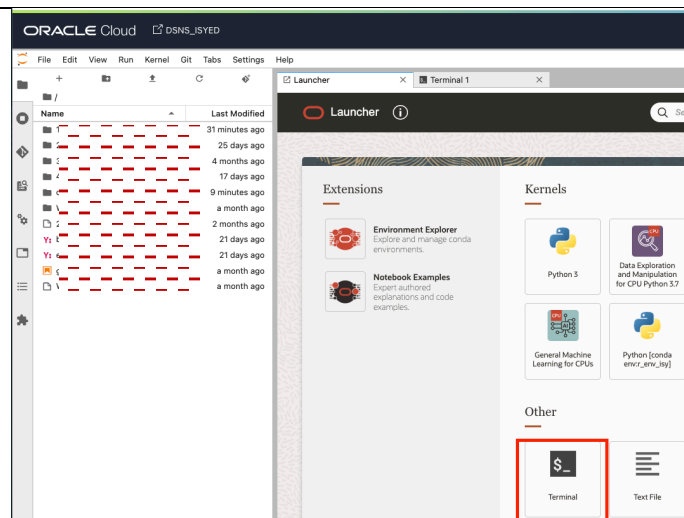 ORACLE Cloud DSNS_ISYED
File Edit View Run Kernel Git Tabs Settings Help
Launcher × Terminal 1 ×
/
Name Last Modified
31 minutes ago
25 days ago
4 months ago
17 days ago
9 minutes ago
a month ago
2 months ago
21 days ago
21 days ago
a month ago
a month ago
Launcher
Extensions
Environment Explorer
Explore and manage conda
environments.
Notebook Examples
Expert authored
explanations and code
examples.
Kernels
Python 3
CPU
Data Exploration
and Manipulation
for CPU Python 3.7
CPU
AI
General Machine
Learning for CPUs
Python [conda
env:r_env_isy]
Other
$_
Terminal
Text File